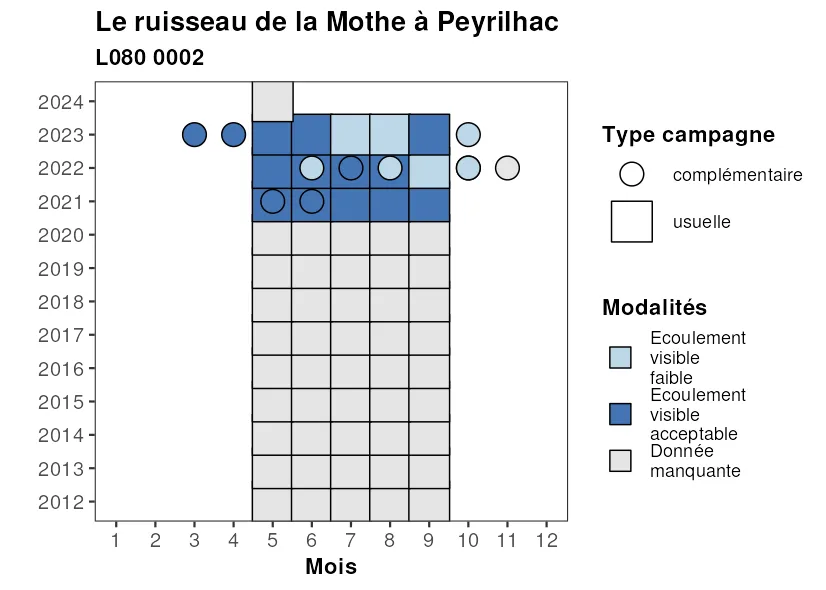 Le ruisseau de la Mothe à Peyrilhac
L080 0002
2024
2023
2022
2021
2020
2019
2018
2017
2016
2015
2014
2013
2012
1 2 3 4 5 6 7 8 9 10 11 12
Mois
Type campagne
complémentaire
usuelle
Modalités
Ecoulement
visible
faible
Ecoulement
visible
acceptable
Donnée
manquante